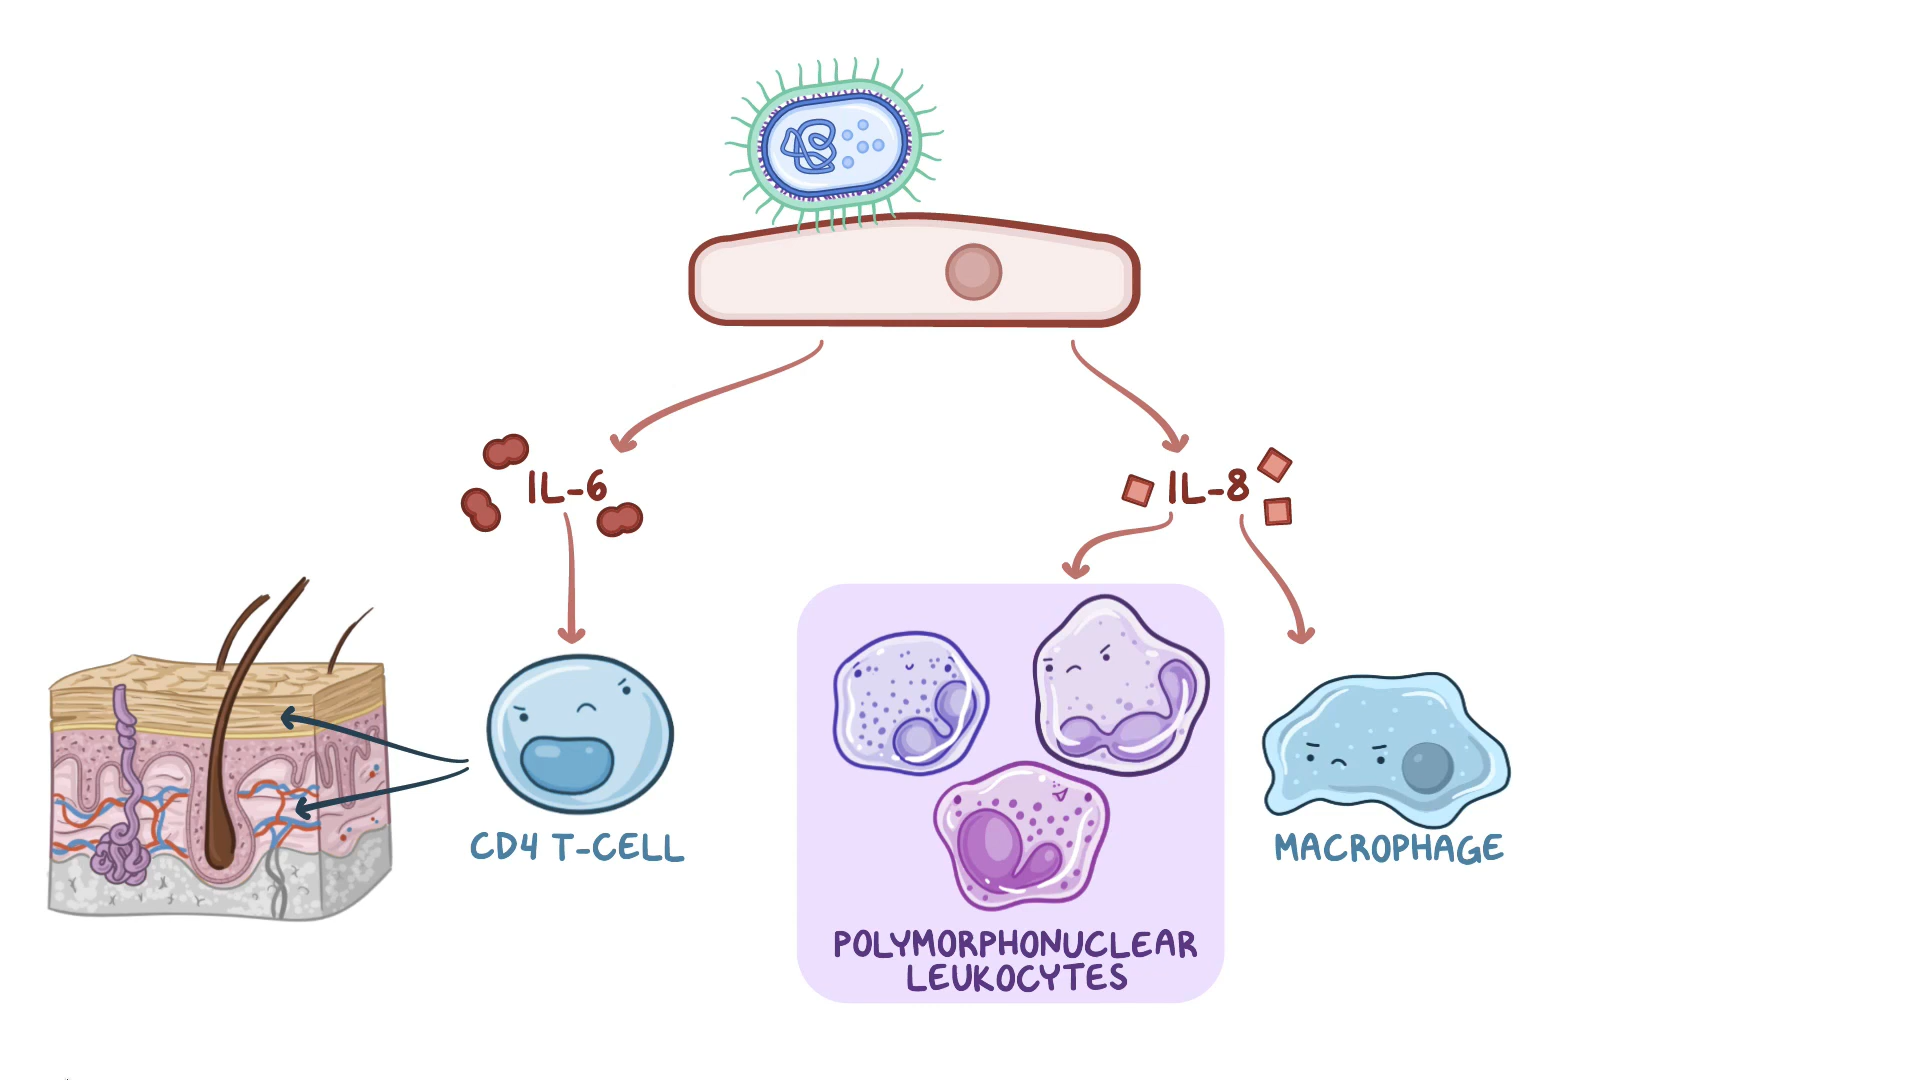 IL-6
IL-8
CD4 T-CELL
POLYMORPHONUCLEAR
LEUKOCYTES
MACROPHAGE